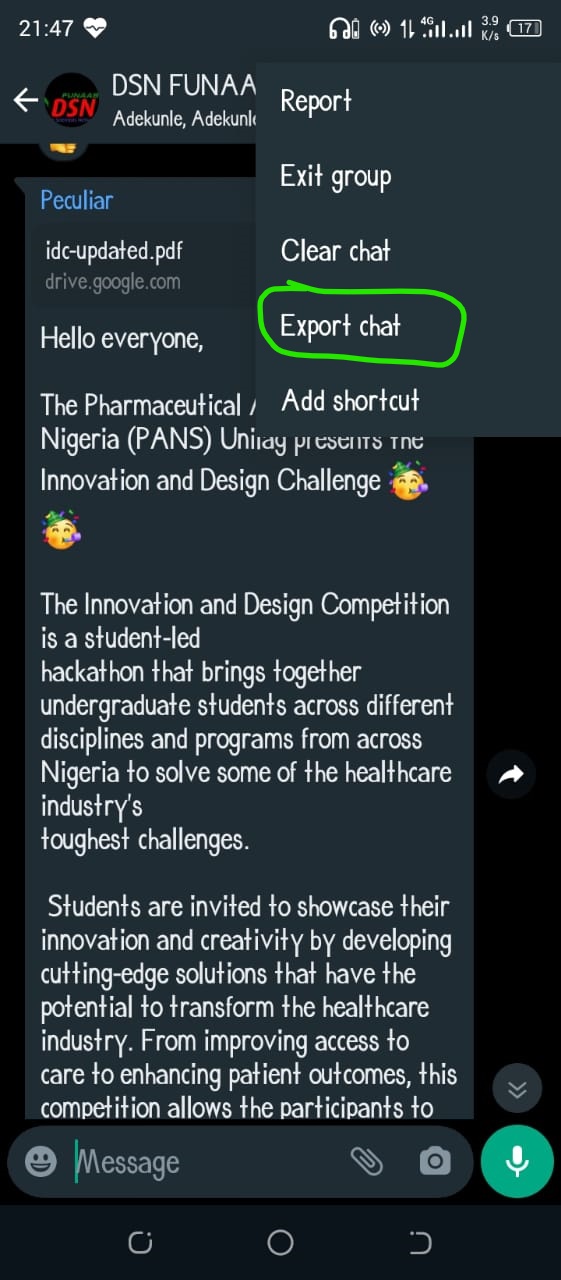 21:47
4G
3.9
K/s
17
PUNAAB
DSN
DSN FUNAA
Adekunle, Adekunle
Report
Exit group
Clear chat
Export chat
Add shortcut
Peculiar
idc-updated.pdf
drive.google.com
Hello everyone,
The Pharmaceutical
Nigeria (PANS) Unilag presents the
Innovation and Design Challenge 🥳
🥳
The Innovation and Design Competition
is a student-led
hackathon that brings together
undergraduate students across different
disciplines and programs from across
Nigeria to solve some of the healthcare
industry's
toughest challenges.
Students are invited to showcase their
innovation and creativity by developing
cutting-edge solutions that have the
potential to transform the healthcare
industry. From improving access to
care to enhancing patient outcomes, this
competition allows the participants to
Message